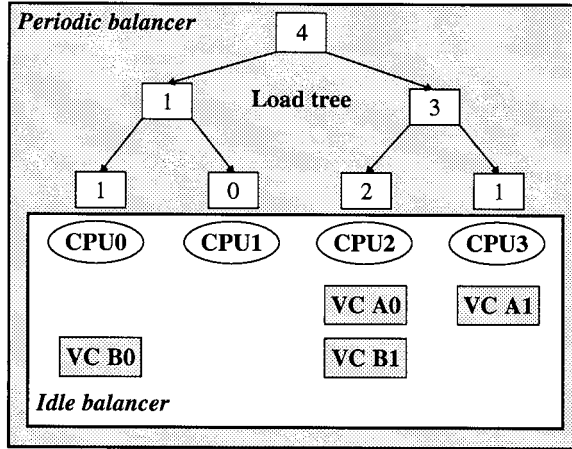 Periodic balancer
4
1
Load tree
3
1 0 2 1
CPU0 CPU1 CPU2 CPU3
VC A0 VC A1
VC B0 VC B1
Idle balancer